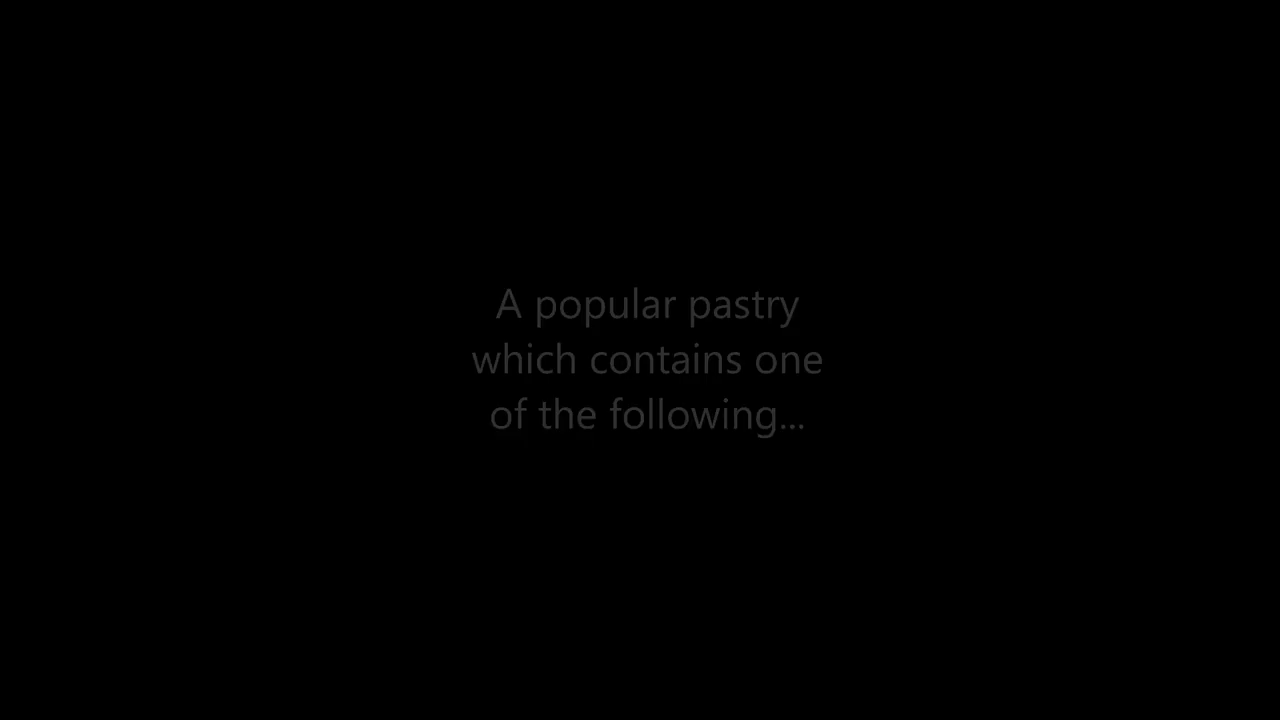 A popular pastry
which contains one
of the following...